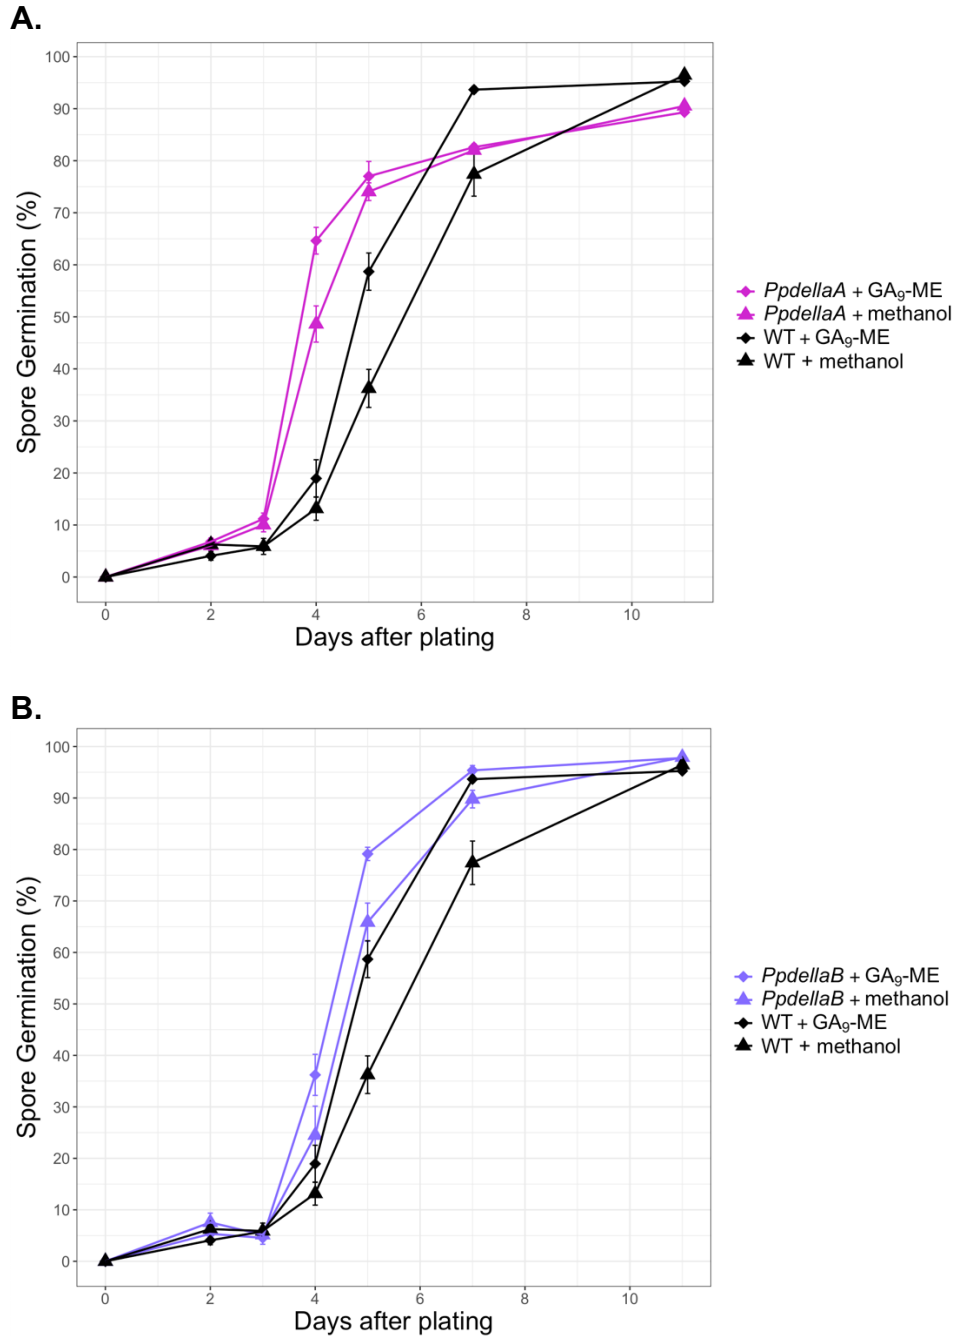 A.
100
90
80
70
60
50
40
30
20
10
0
Spore Germination (%)
0 2 4 6 8 10
Days after plating
PpdellaA + GA₉-ME
PpdellaA + methanol
WT + GA₉-ME
WT + methanol
B.
100
90
80
70
60
50
40
30
20
10
0
Spore Germination (%)
0 2 4 6 8 10
Days after plating
PpdellaB + GA₉-ME
PpdellaB + methanol
WT + GA₉-ME
WT + methanol